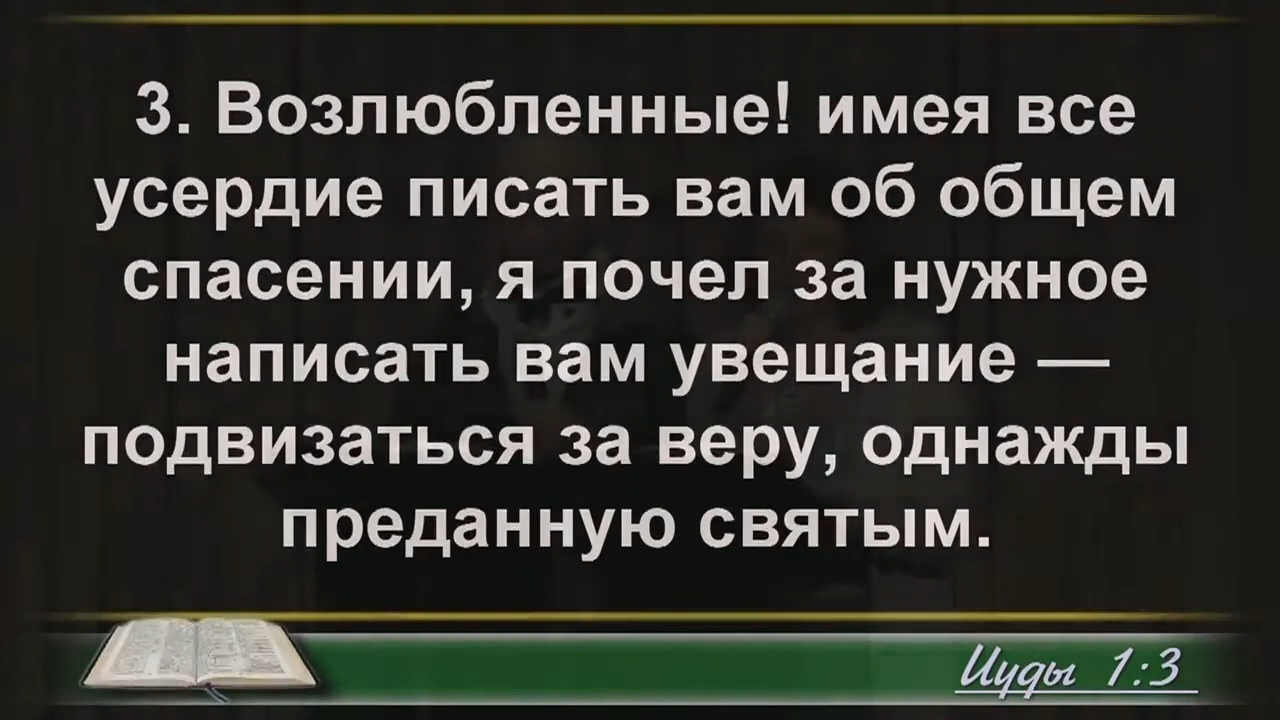 3. Возлюбленные! имея все
усердие писать вам об общем
спасении, я почел за нужное
написать вам увещание —
подвизаться за веру, однажды
преданную святым.
Иуды 1:3